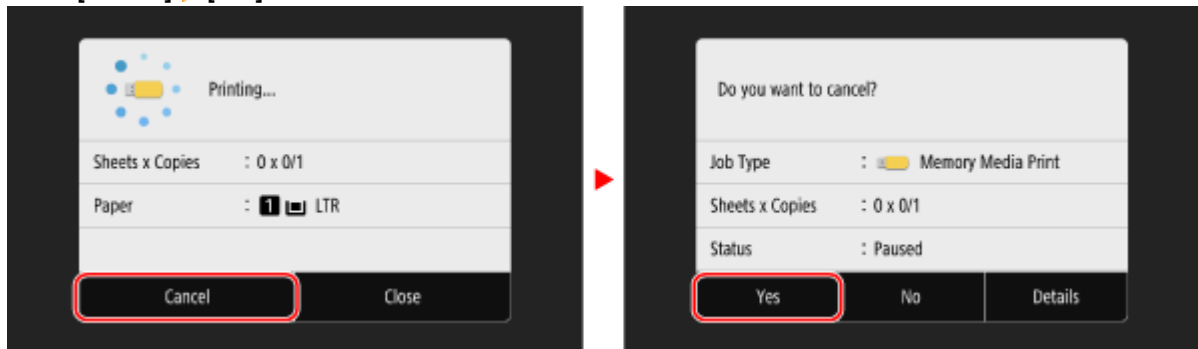 Printing...
Sheets x Copies : 0 x 0/1
Paper : 1 LTR
Cancel Close
Do you want to cancel?
Job Type : Memory Media Print
Sheets x Copies : 0 x 0/1
Status : Paused
Yes No Details